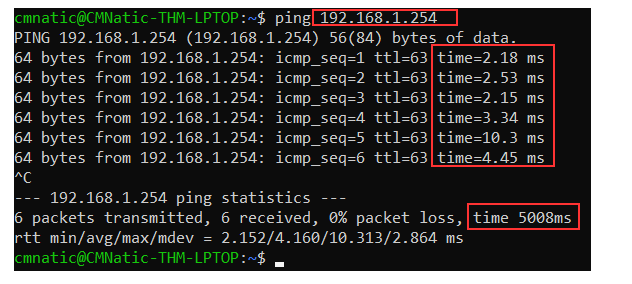 cmnatic@CMNatic-THM-LPTOP:~$ ping 192.168.1.254
PING 192.168.1.254 (192.168.1.254) 56(84) bytes of data.
64 bytes from 192.168.1.254: icmp_seq=1 ttl=63 time=2.18 ms
64 bytes from 192.168.1.254: icmp_seq=2 ttl=63 time=2.53 ms
64 bytes from 192.168.1.254: icmp_seq=3 ttl=63 time=2.15 ms
64 bytes from 192.168.1.254: icmp_seq=4 ttl=63 time=3.34 ms
64 bytes from 192.168.1.254: icmp_seq=5 ttl=63 time=10.3 ms
64 bytes from 192.168.1.254: icmp_seq=6 ttl=63 time=4.45 ms
^C
--- 192.168.1.254 ping statistics ---
6 packets transmitted, 6 received, 0% packet loss, time 5008ms
rtt min/avg/max/mdev = 2.152/4.160/10.313/2.864 ms
cmnatic@CMNatic-THM-LPTOP:~$